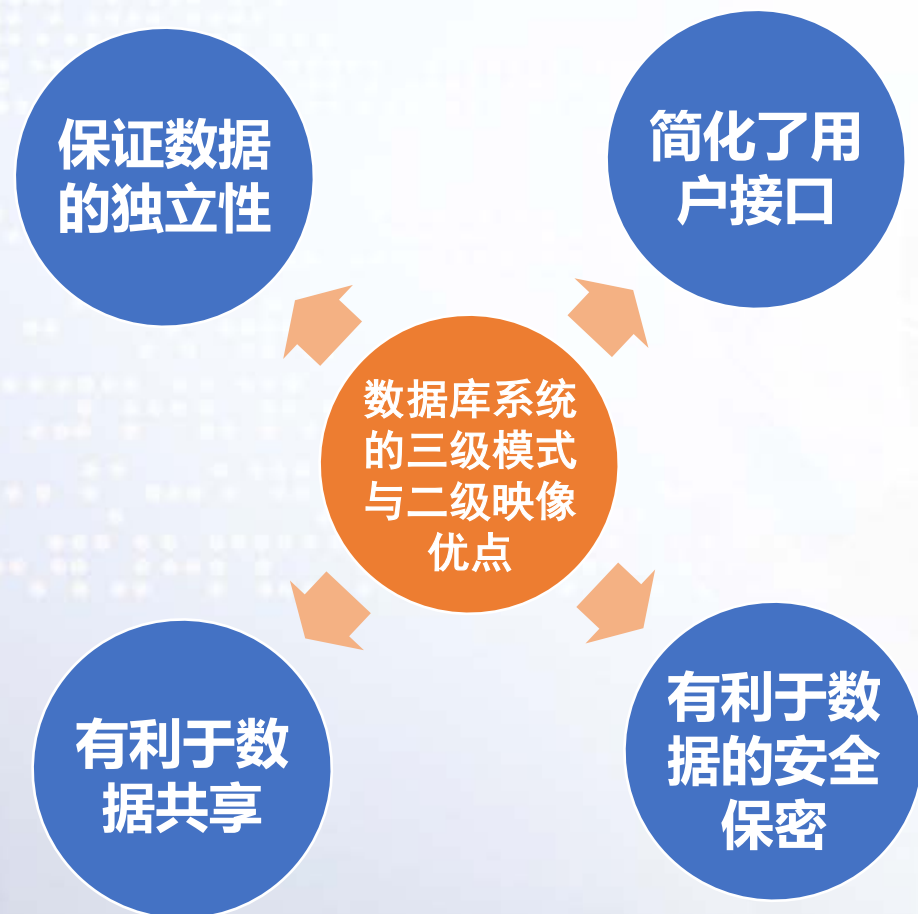 保证数据
的独立性
简化了用
户接口
数据库系统
的三级模式
与二级映像
优点
有利于数
据共享
有利于数
据的安全
保密